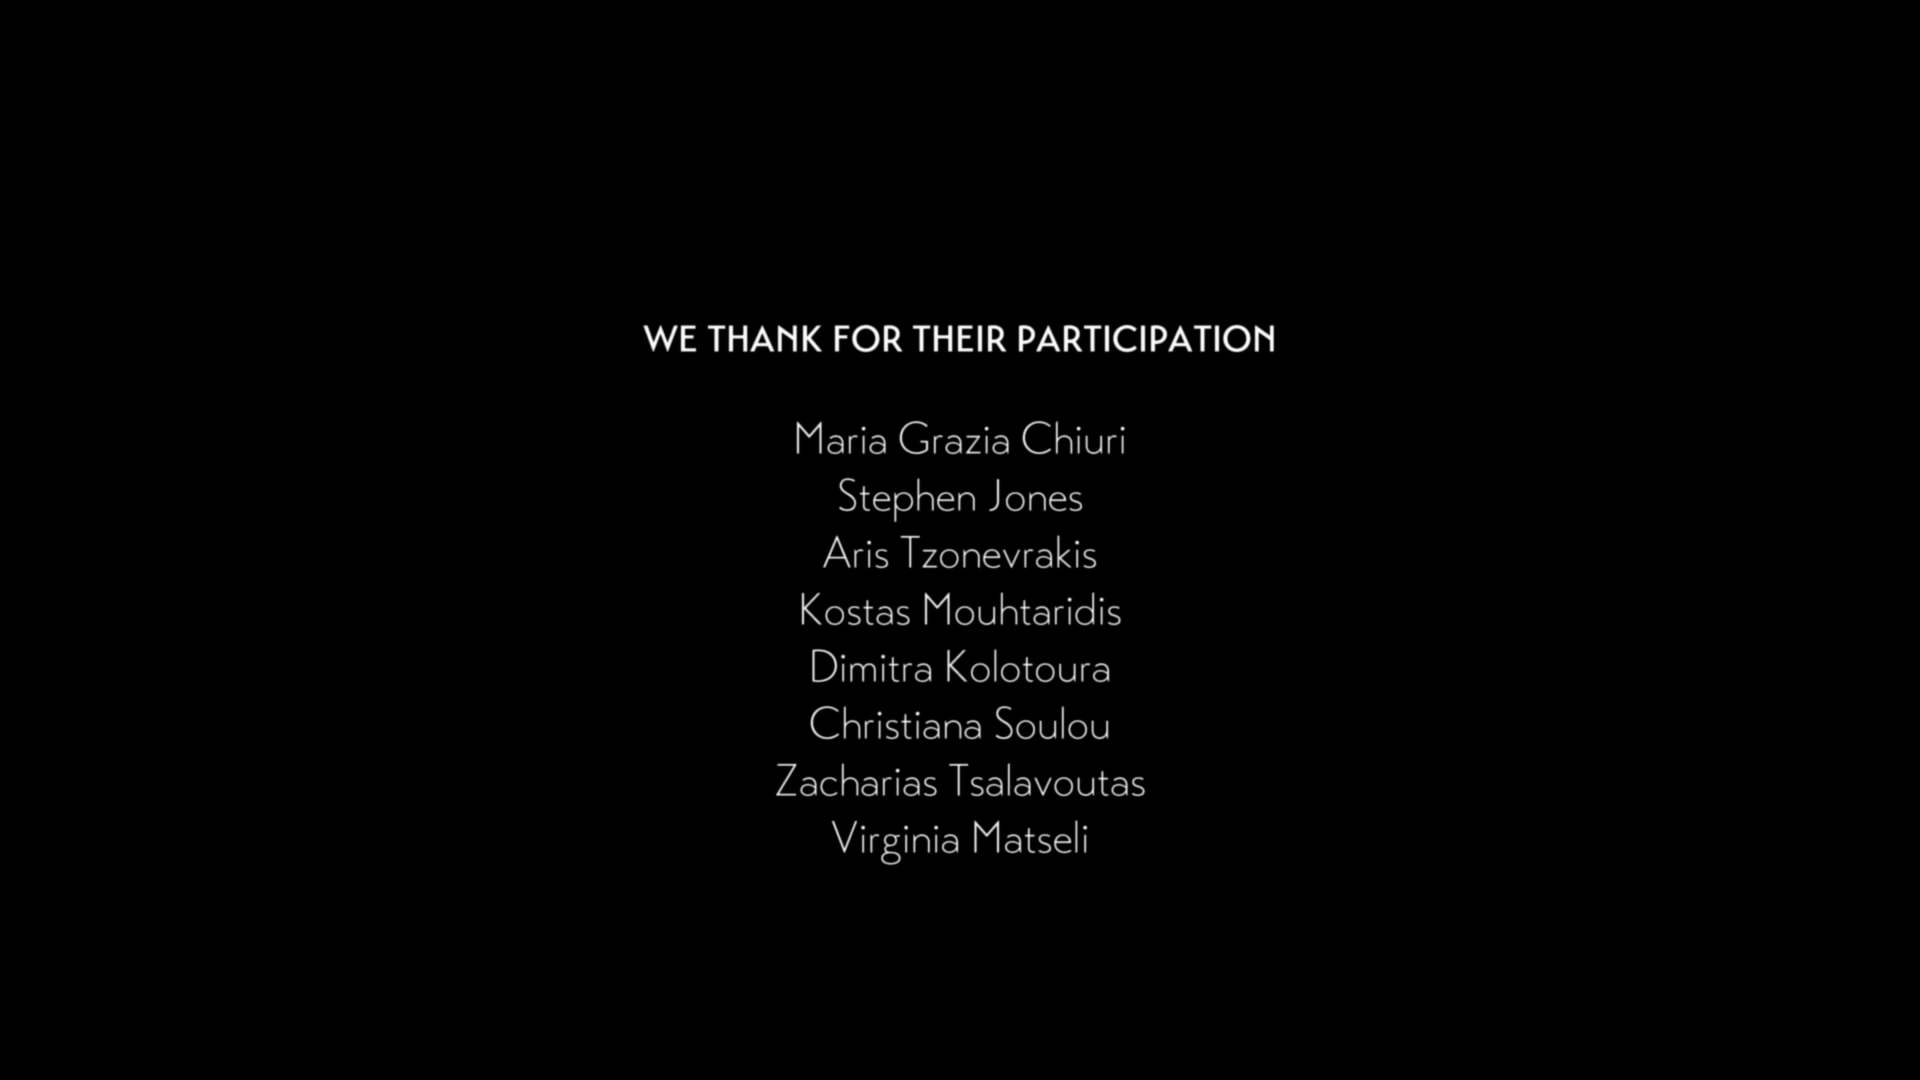 WE THANK FOR THEIR PARTICIPATION
Maria Grazia Chiuri
Stephen Jones
Aris Tzonevrakis
Kostas Mouhtaridis
Dimitra Kolotoura
Christiana Soulou
Zacharias Tsalavoutas
Virginia Matseli